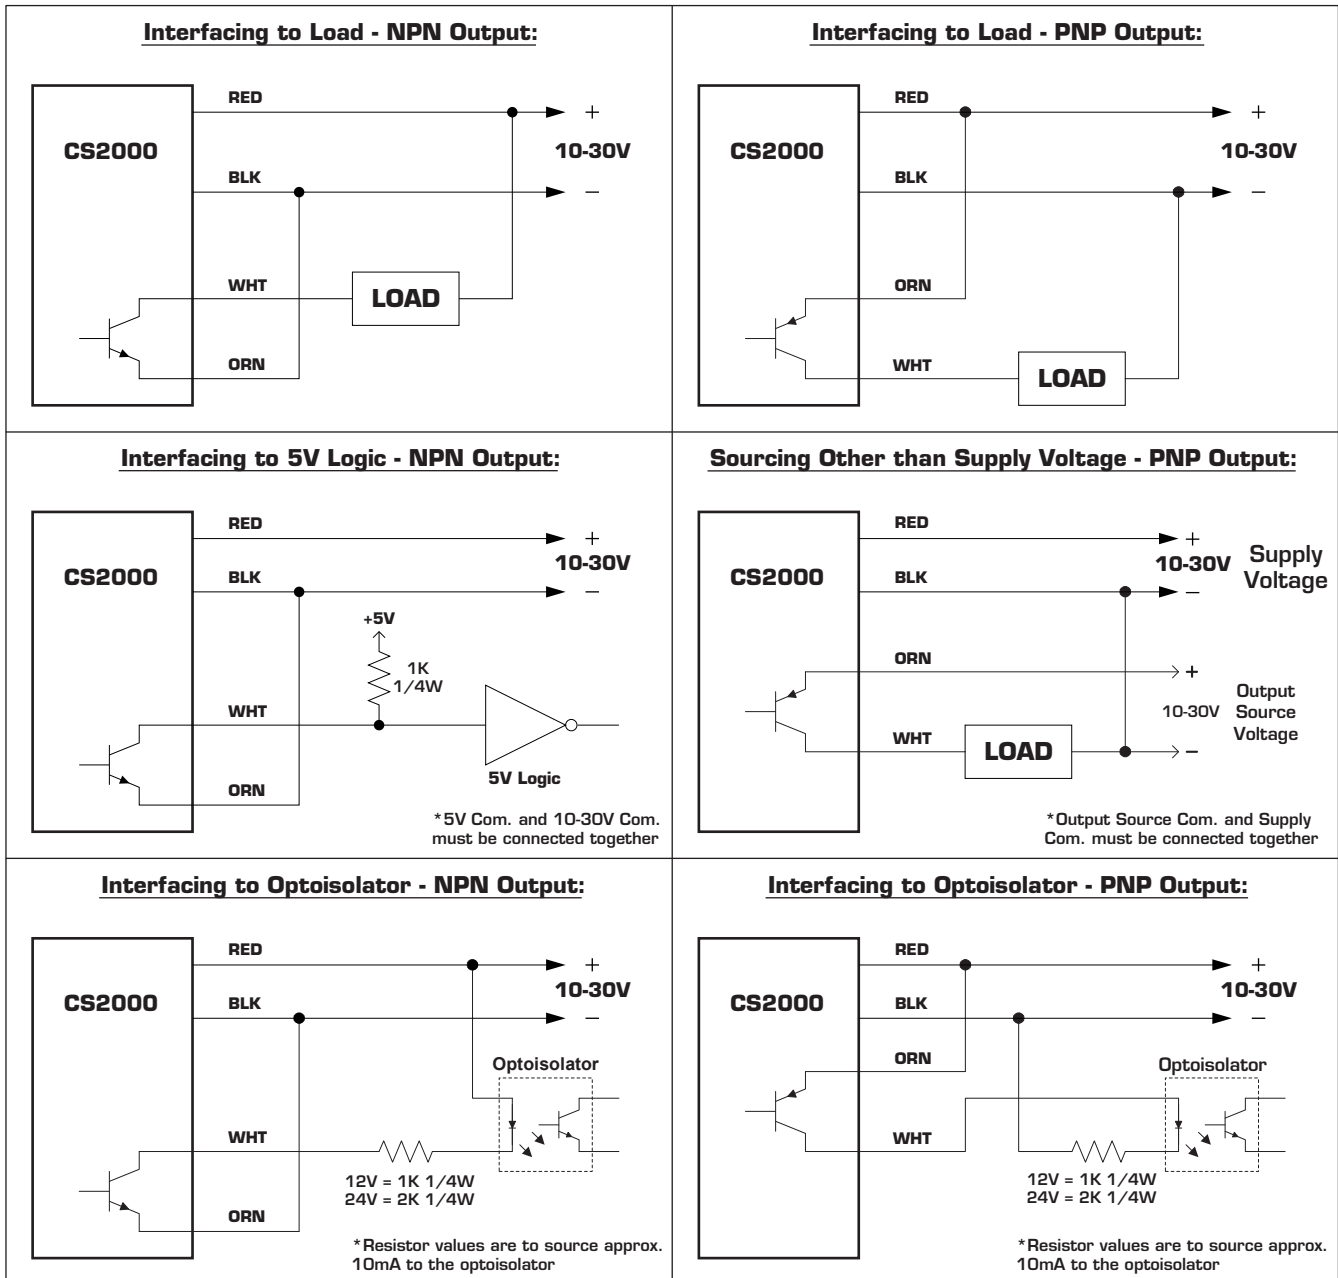 Interfacing to Load - NPN Output:
RED
+
CS2000
10-30V
BLK
−
WHT
LOAD
ORN
Interfacing to Load - PNP Output:
RED
+
CS2000
10-30V
BLK
−
ORN
WHT
LOAD
Interfacing to 5V Logic - NPN Output:
RED
+
CS2000
10-30V
BLK
−
+5V
1K
1/4W
WHT
5V Logic
ORN
*5V Com. and 10-30V Com.
must be connected together
Sourcing Other than Supply Voltage - PNP Output:
RED
+
CS2000
10-30V
Supply
Voltage
BLK
−
ORN
+
Output
10-30V Source
Voltage
WHT
LOAD
−
*Output Source Com. and Supply
Com. must be connected together
Interfacing to Optoisolator - NPN Output:
RED
+
CS2000
10-30V
BLK
−
Optoisolator
WHT
12V = 1K 1/4W
24V = 2K 1/4W
ORN
*Resistor values are to source approx.
10mA to the optoisolator
Interfacing to Optoisolator - PNP Output:
RED
+
CS2000
10-30V
BLK
−
ORN
Optoisolator
WHT
12V = 1K 1/4W
24V = 2K 1/4W
*Resistor values are to source approx.
10mA to the optoisolator